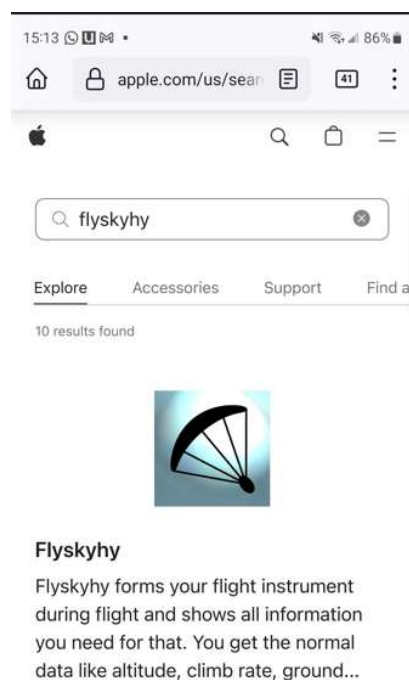 15:13
86%
apple.com/us/sear
41
flyskyhy
Explore Accessories Support Find a
10 results found
Flyskyhy
Flyskyhy forms your flight instrument
during flight and shows all information
you need for that. You get the normal
data like altitude, climb rate, ground...